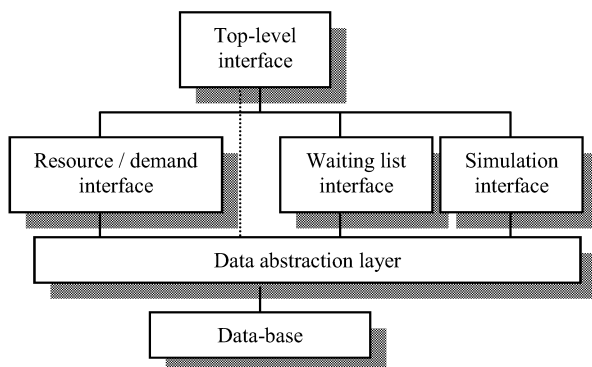 Top-level
interface
Resource / demand
interface
Waiting list
interface
Simulation
interface
Data abstraction layer
Data-base